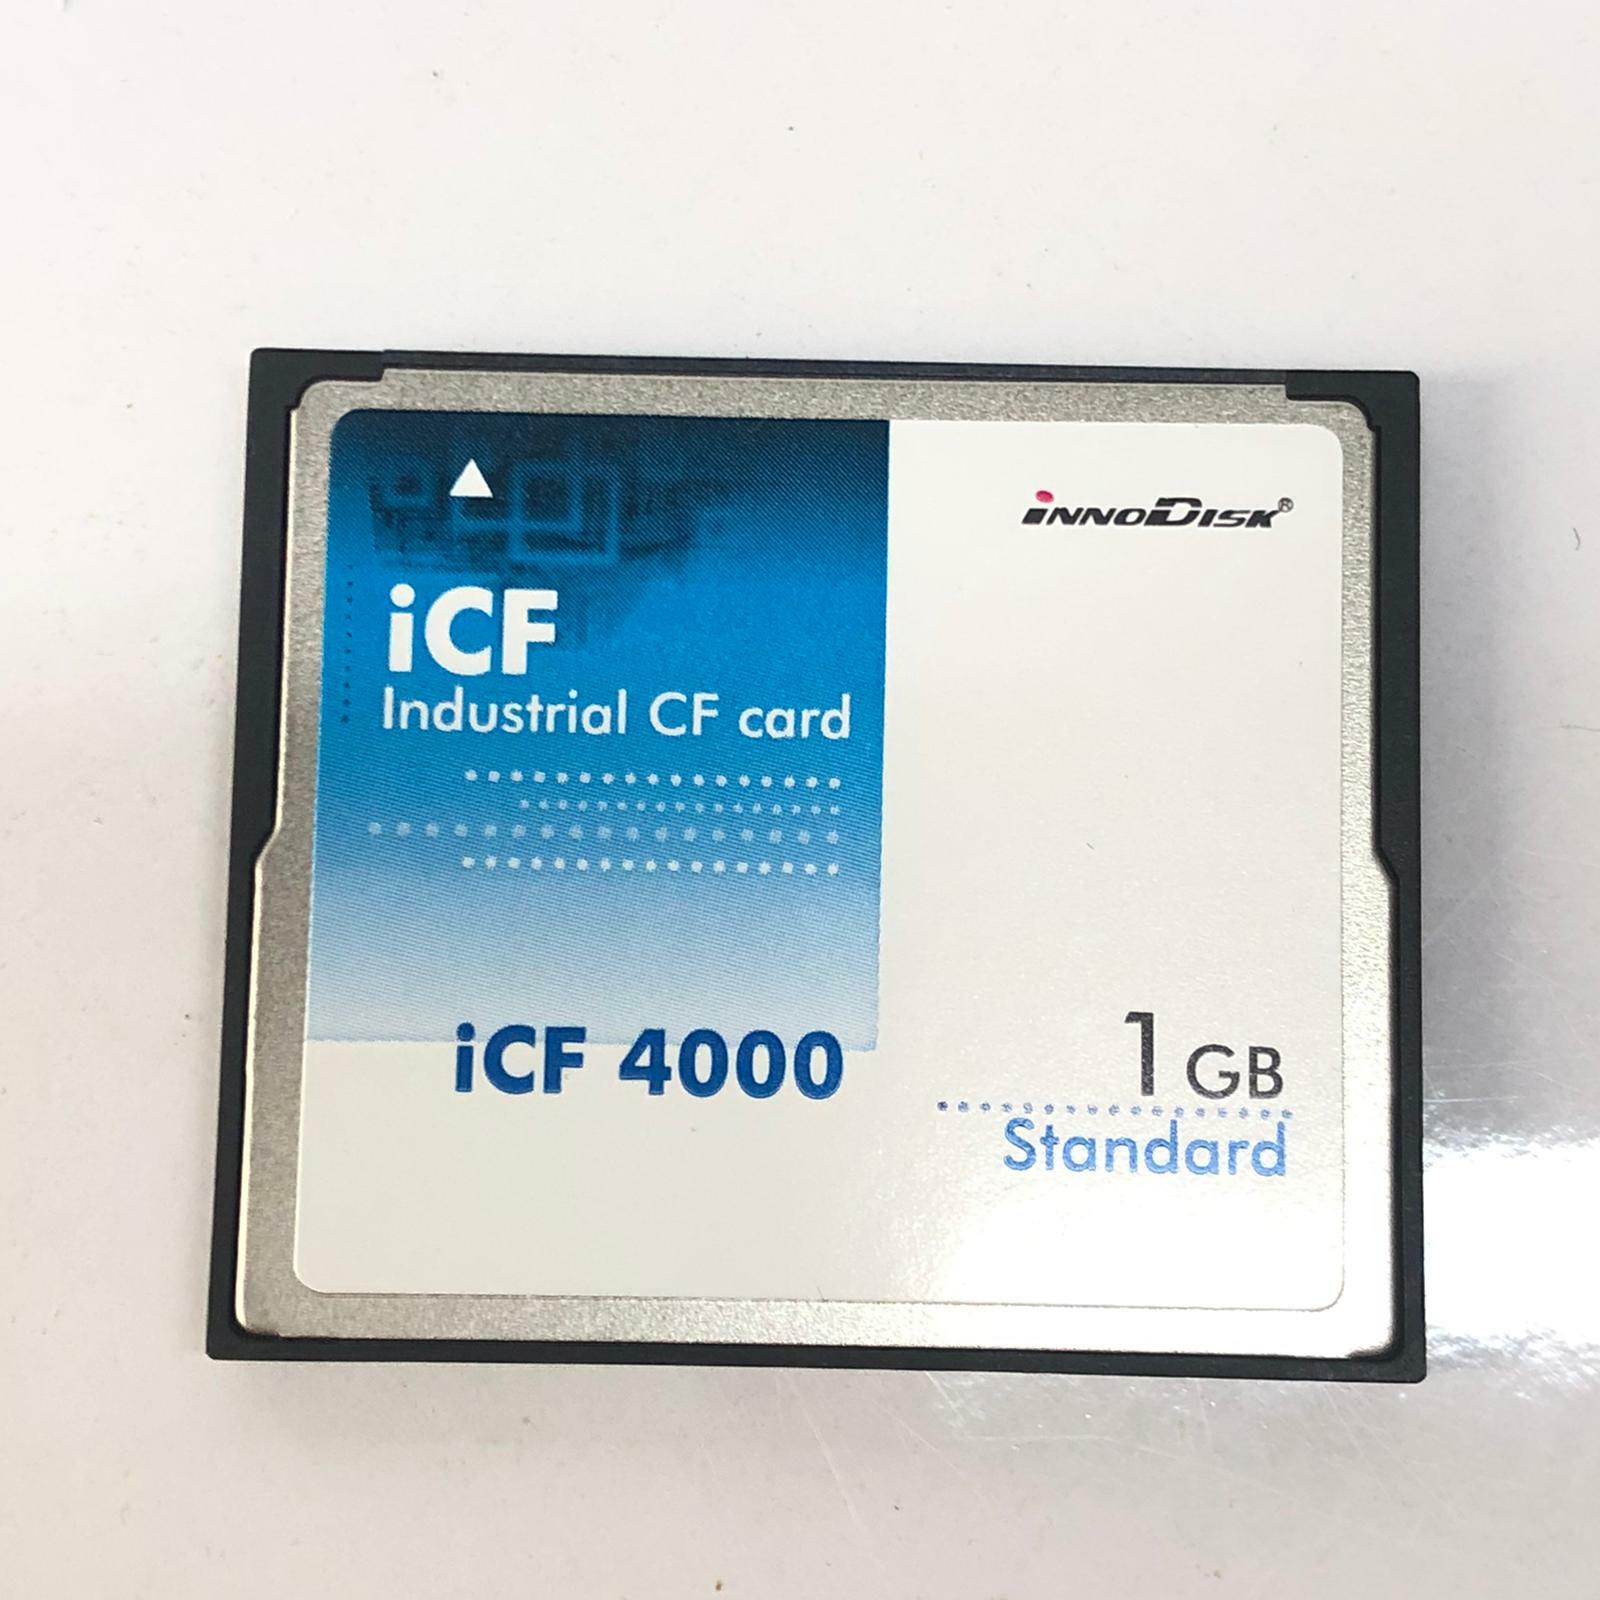 INNODISK®
iCF
Industrial CF card
iCF 4000
1 GB
Standard